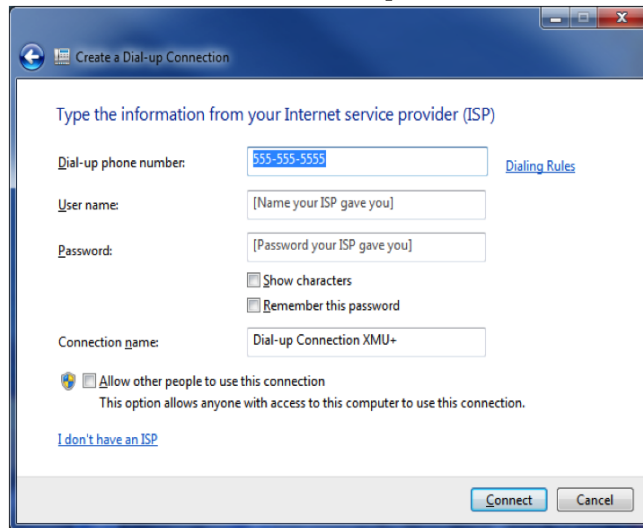 Create a Dial-up Connection
Type the information from your Internet service provider (ISP)
Dial-up phone number: 555-555-5555 Dialing Rules
User name: [Name your ISP gave you]
Password: [Password your ISP gave you]
Show characters
Remember this password
Connection name: Dial-up Connection XMU+
Allow other people to use this connection
This option allows anyone with access to this computer to use this connection.
I don't have an ISP
Connect Cancel